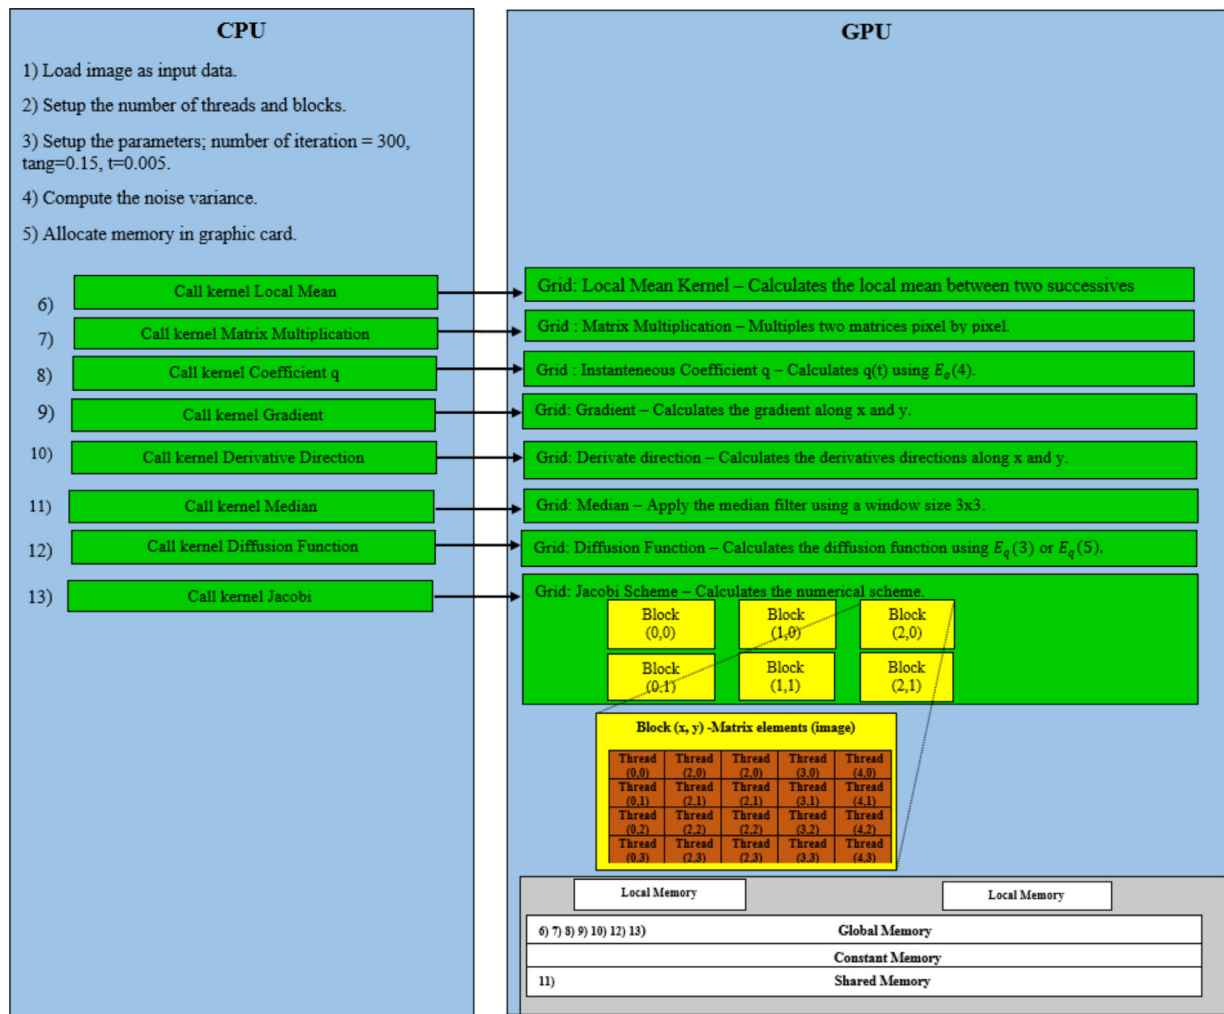 CPU
1) Load image as input data.
2) Setup the number of threads and blocks.
3) Setup the parameters; number of iteration = 300,
tang=0.15, t=0.005.
4) Compute the noise variance.
5) Allocate memory in graphic card.
6)
Call kernel Local Mean
7)
Call kernel Matrix Multiplication
8)
Call kernel Coefficient q
9)
Call kernel Gradient
10)
Call kernel Derivative Direction
11)
Call kernel Median
12)
Call kernel Diffusion Function
13)
Call kernel Jacobi
GPU
Grid: Local Mean Kernel – Calculates the local mean between two successives
Grid : Matrix Multiplication – Multiples two matrices pixel by pixel.
Grid : Instanteneous Coefficient q – Calculates q(t) using E_q(4).
Grid: Gradient – Calculates the gradient along x and y.
Grid: Derivate direction – Calculates the derivatives directions along x and y.
Grid: Median – Apply the median filter using a window size 3x3.
Grid: Diffusion Function – Calculates the diffusion function using E_q(3) or E_q(5).
Grid: Jacobi Scheme – Calculates the numerical scheme.
Block Block Block
(0,0) (1,0) (2,0)
Block Block Block
(0,1) (1,1) (2,1)
Block (x, y) -Matrix elements (image)
Thread Thread Thread Thread Thread
(0,0) (2,0) (2,0) (3,0) (4,0)
Thread Thread Thread Thread Thread
(0,1) (2,1) (2,1) (3,1) (4,1)
Thread Thread Thread Thread Thread
(0,2) (2,2) (2,2) (3,2) (4,2)
Thread Thread Thread Thread Thread
(0,3) (2,3) (2,3) (3,3) (4,3)
Local Memory Local Memory
6) 7) 8) 9) 10) 12) 13) Global Memory
Constant Memory
11) Shared Memory